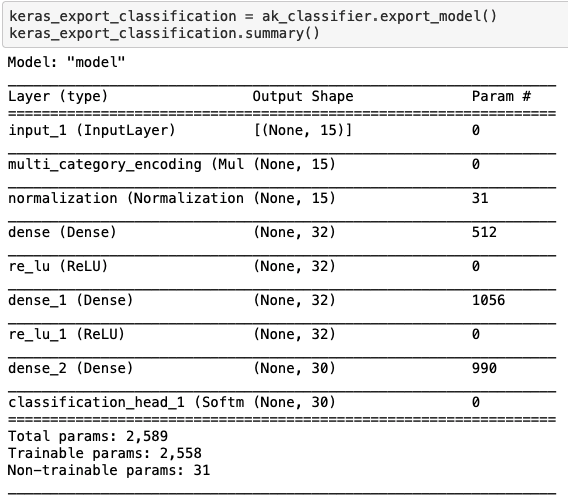 keras_export_classification = ak_classifier.export_model()
keras_export_classification.summary()
Model: "model"
Layer (type) Output Shape Param #
input_1 (InputLayer) [(None, 15)] 0
multi_category_encoding (Mul (None, 15) 0
normalization (Normalization (None, 15) 31
dense (Dense) (None, 32) 512
re_lu (ReLU) (None, 32) 0
dense_1 (Dense) (None, 32) 1056
re_lu_1 (ReLU) (None, 32) 0
dense_2 (Dense) (None, 30) 990
classification_head_1 (Softm (None, 30) 0
Total params: 2,589
Trainable params: 2,558
Non-trainable params: 31